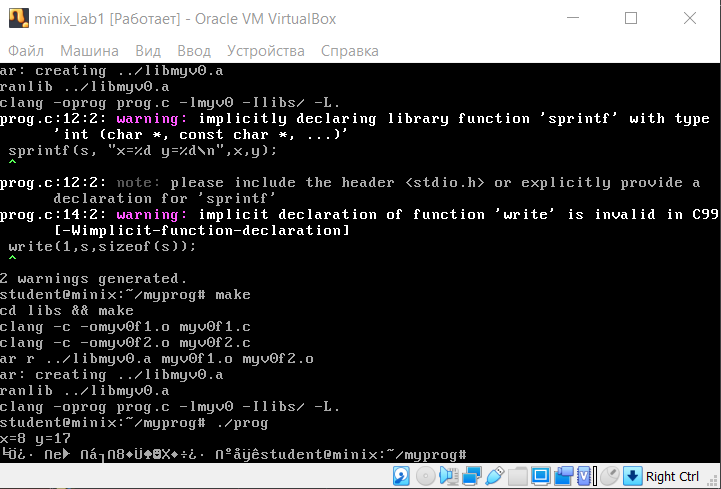 minix_lab1 [Работает] - Oracle VM VirtualBox
Файл Машина Вид Ввод Устройства Справка
ar: creating ../libmyv0.a
ranlib ../libmyv0.a
clang -oprog prog.c -lmyv0 -Ilibs/ -L.
prog.c:12:2: warning: implicitly declaring library function 'sprintf' with type
'int (char *, const char *, ...)'
sprintf(s, "x=%d y=%d\n",x,y);
^
prog.c:12:2: note: please include the header <stdio.h> or explicitly provide a
declaration for 'sprintf'
prog.c:14:2: warning: implicit declaration of function 'write' is invalid in C99
[-Wimplicit-function-declaration]
write(1,s,sizeof(s));
^
2 warnings generated.
student@minix:~/myprog# make
cd libs && make
clang -c -omyv0f1.o myv0f1.c
clang -c -omyv0f2.o myv0f2.c
ar r ../libmyv0.a myv0f1.o myv0f2.o
ar: creating ../libmyv0.a
ranlib ../libmyv0.a
clang -oprog prog.c -lmyv0 -Ilibs/ -L.
student@minix:~/myprog# ./prog
x=8 y=17
student@minix:~/myprog#
Right Ctrl